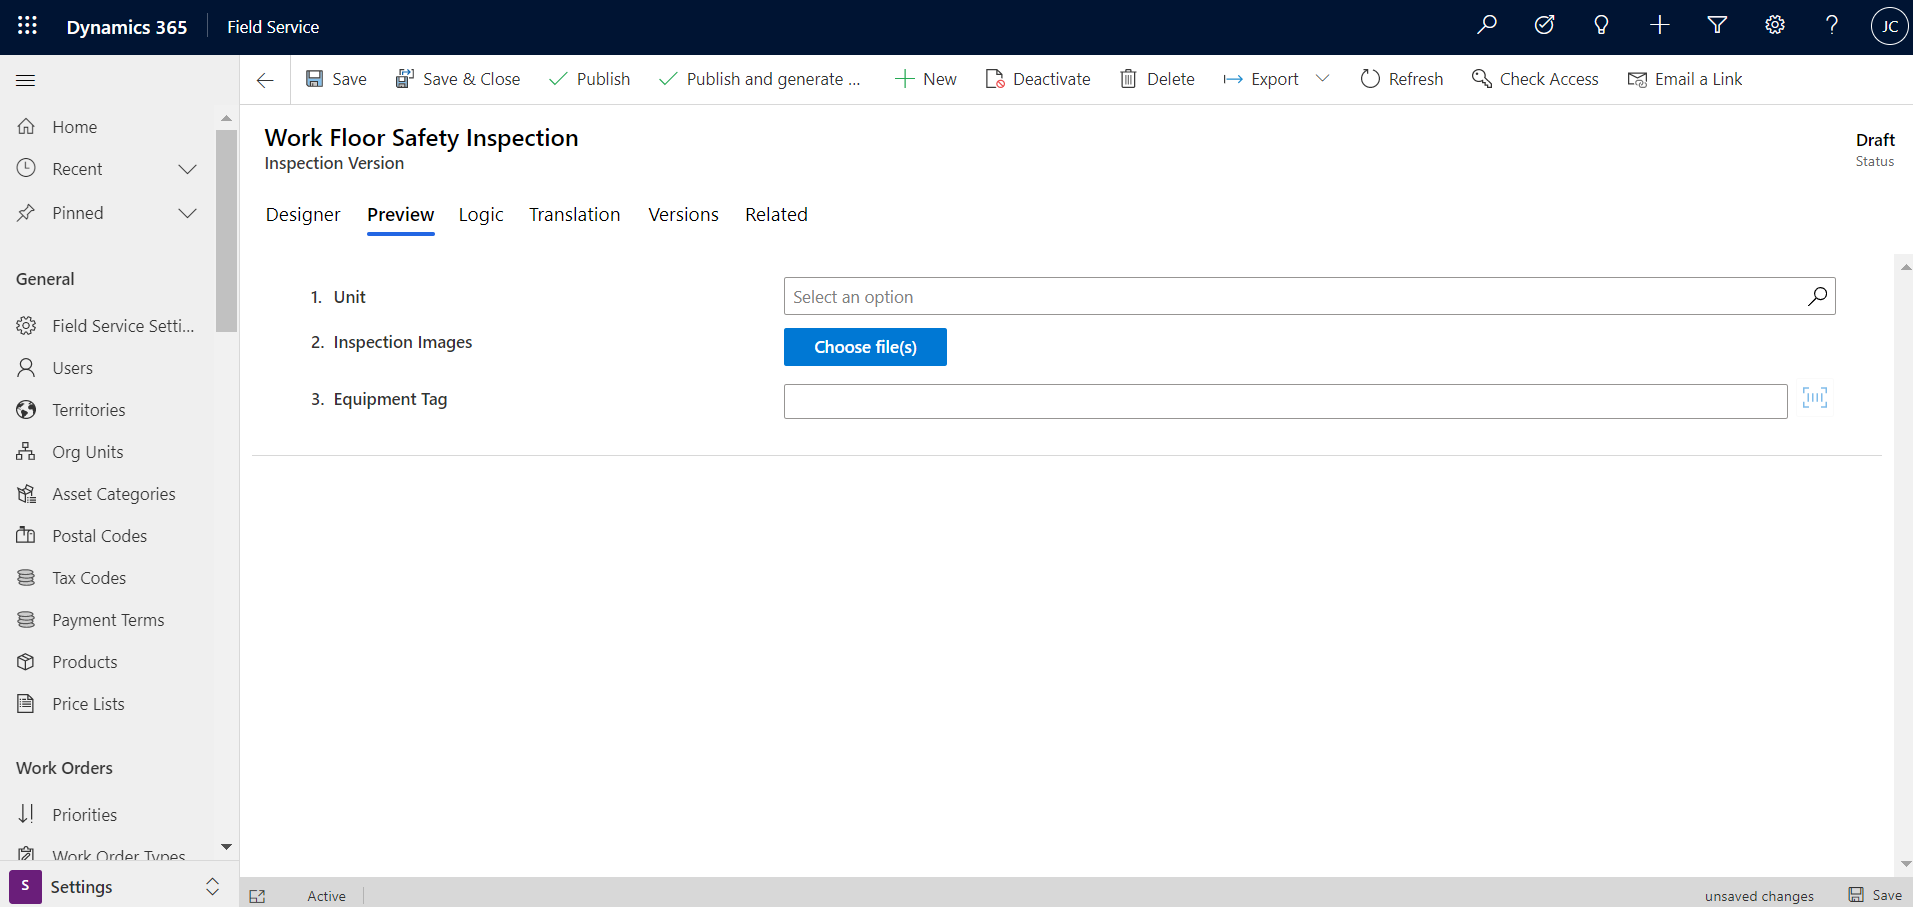 Dynamics 365 Field Service JC
Save Save & Close Publish Publish and generate ... New Deactivate Delete Export Refresh Check Access Email a Link
Home
Recent
Pinned
General
Field Service Setti...
Users
Territories
Org Units
Asset Categories
Postal Codes
Tax Codes
Payment Terms
Products
Price Lists
Work Orders
Priorities
Work Order Types
S Settings
Work Floor Safety Inspection
Inspection Version
Draft
Status
Designer Preview Logic Translation Versions Related
1. Unit Select an option
2. Inspection Images Choose file(s)
3. Equipment Tag
Active unsaved changes Save